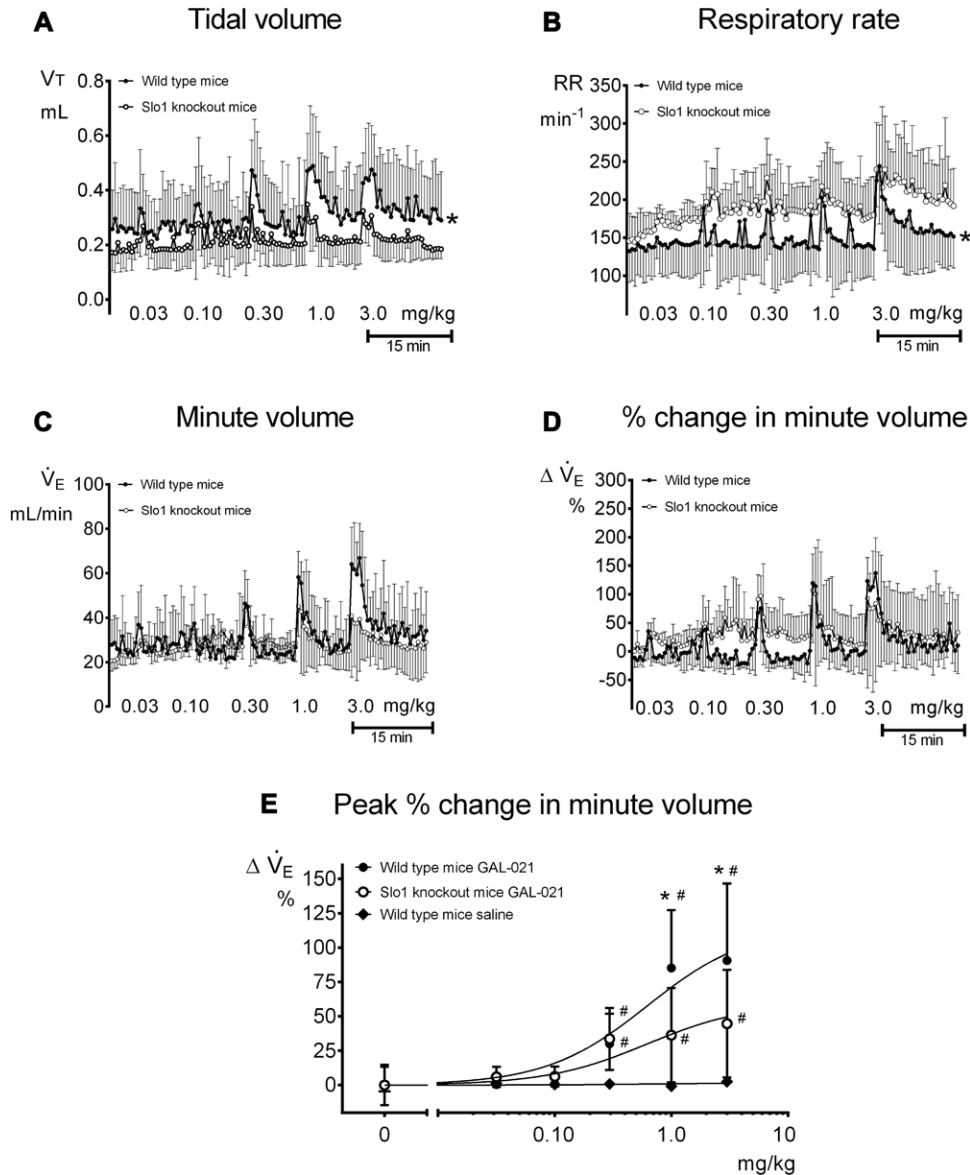 A Tidal volume
VT
mL
0.8
0.6
0.4
0.2
0.0
Wild type mice
Slo1 knockout mice
*
0.03 0.10 0.30 1.0 3.0 mg/kg
15 min
B Respiratory rate
RR
min-1
350
300
250
200
150
100
Wild type mice
Slo1 knockout mice
*
0.03 0.10 0.30 1.0 3.0 mg/kg
15 min
C Minute volume
V̇E
mL/min
100
80
60
40
20
0
Wild type mice
Slo1 knockout mice
0.03 0.10 0.30 1.0 3.0 mg/kg
15 min
D % change in minute volume
Δ V̇E
%
300
250
200
150
100
50
0
-50
Wild type mice
Slo1 knockout mice
0.03 0.10 0.30 1.0 3.0 mg/kg
15 min
E Peak % change in minute volume
Δ V̇E
%
150
125
100
75
50
25
0
Wild type mice GAL-021
Slo1 knockout mice GAL-021
Wild type mice saline
* #
* #
#
#
#
#
0 0.10 1.0 10
mg/kg